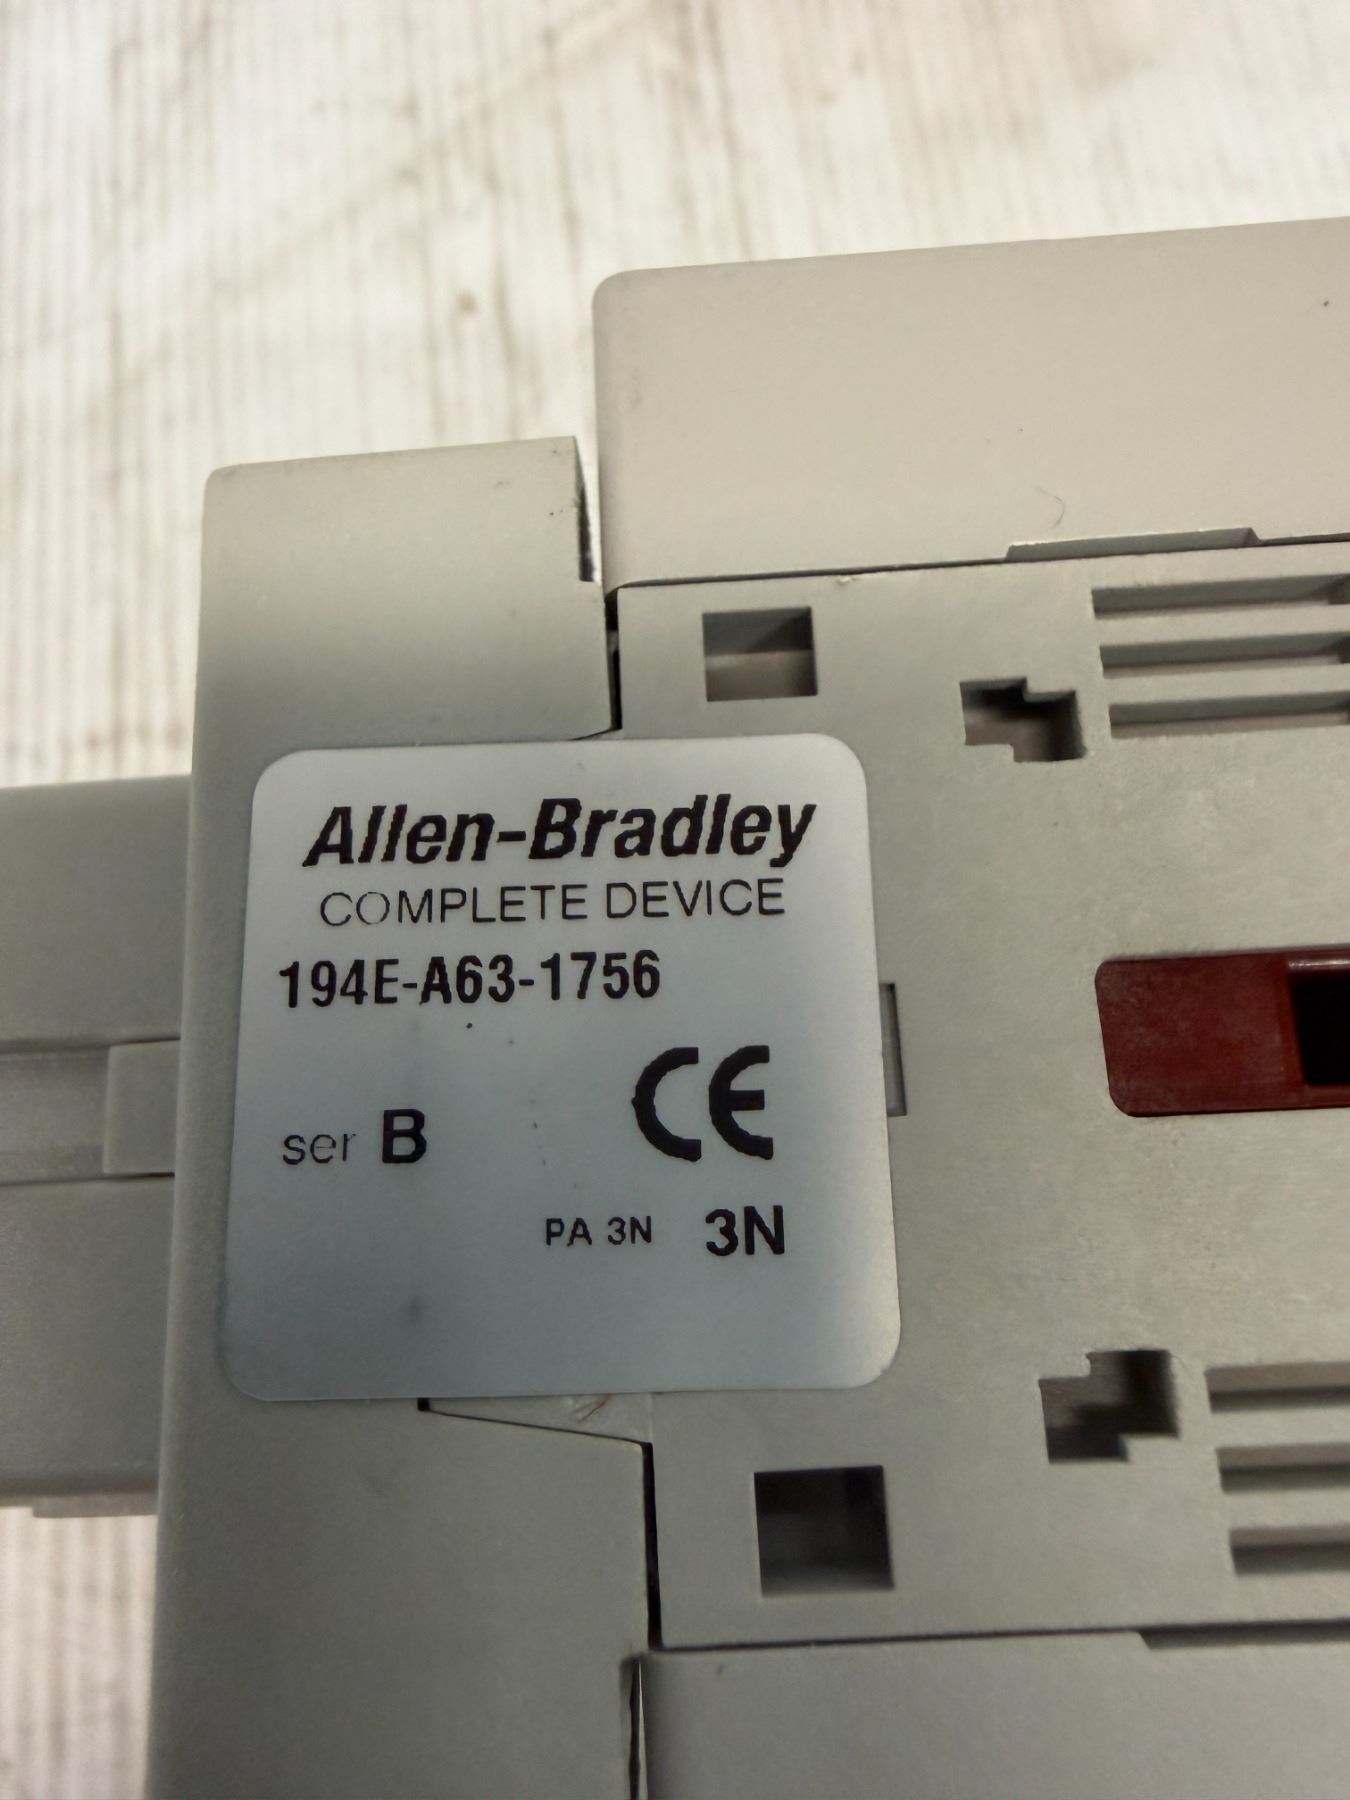 Allen-Bradley
COMPLETE DEVICE
194E-A63-1756
CE
ser B
PA 3N 3N